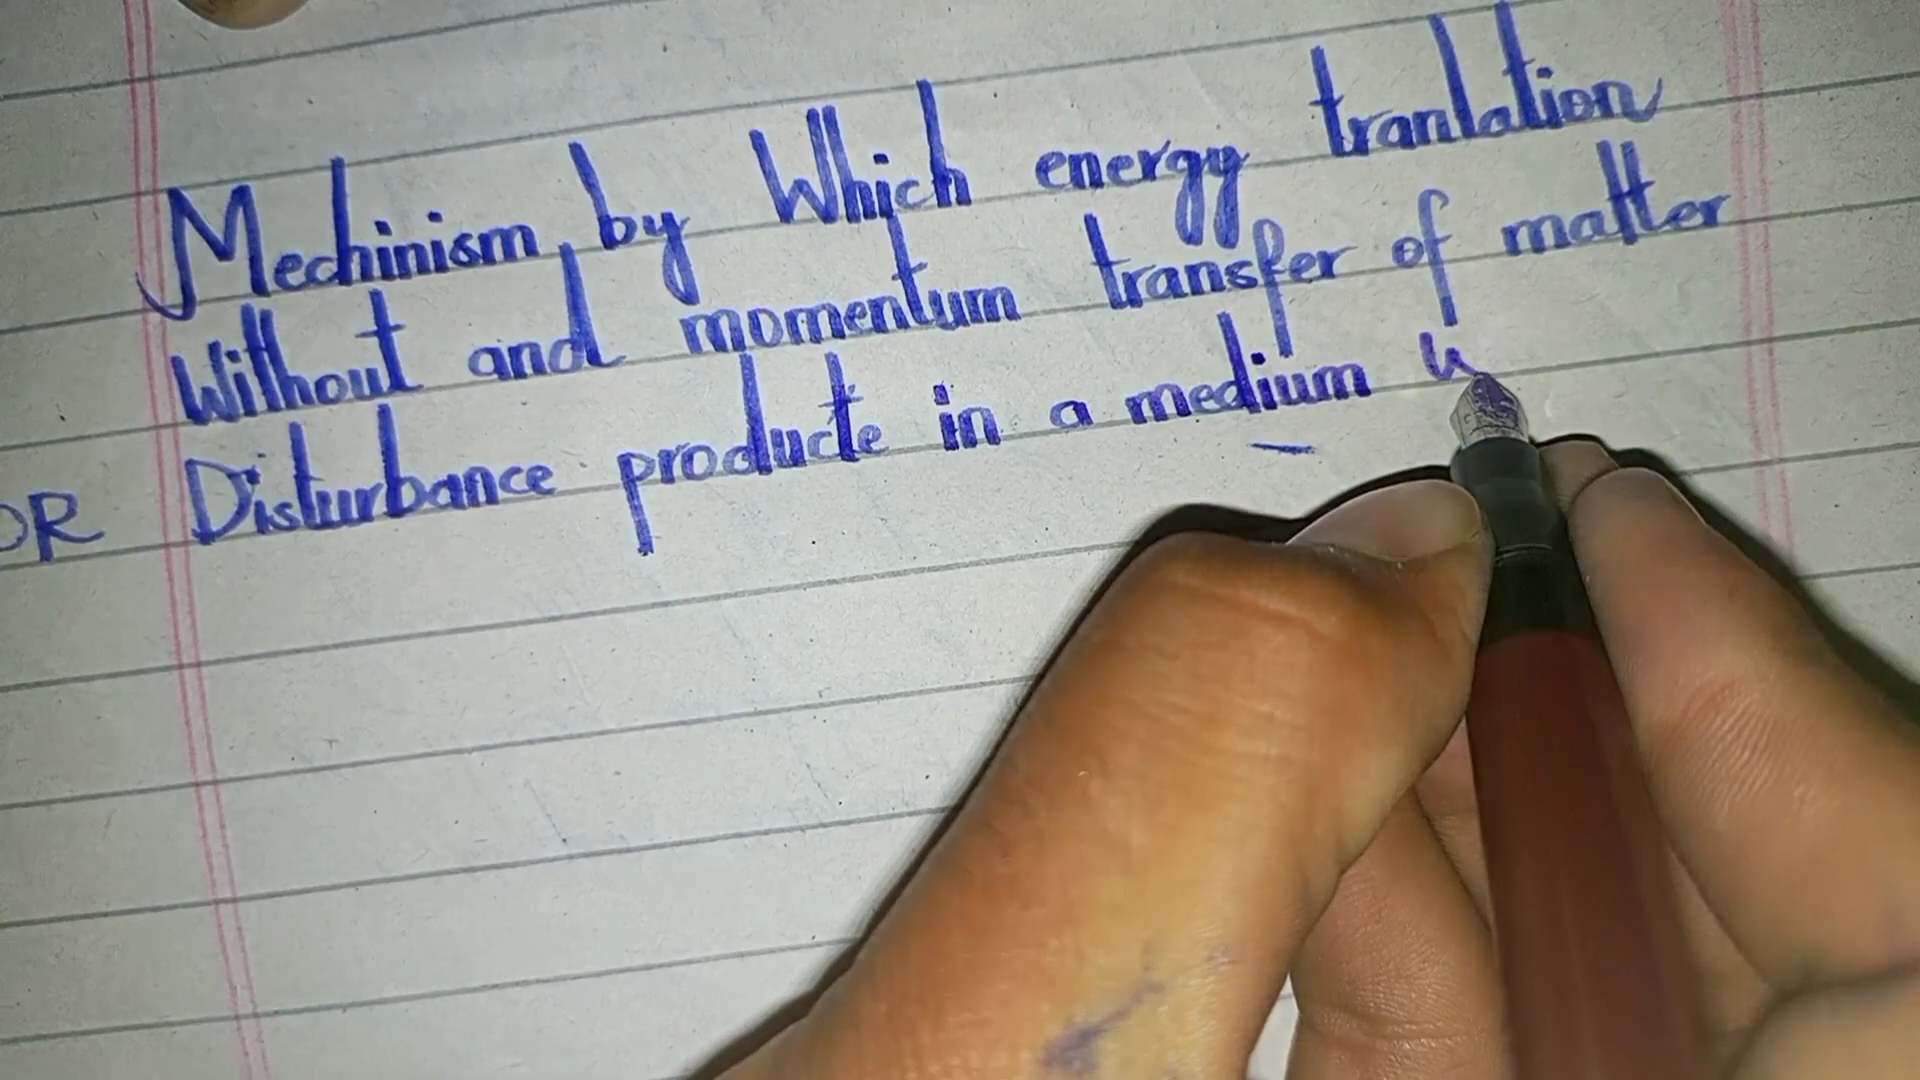 Mechinism by Which energy tranlation
Without and momentum transfer of matter
OR Disturbance producte in a medium